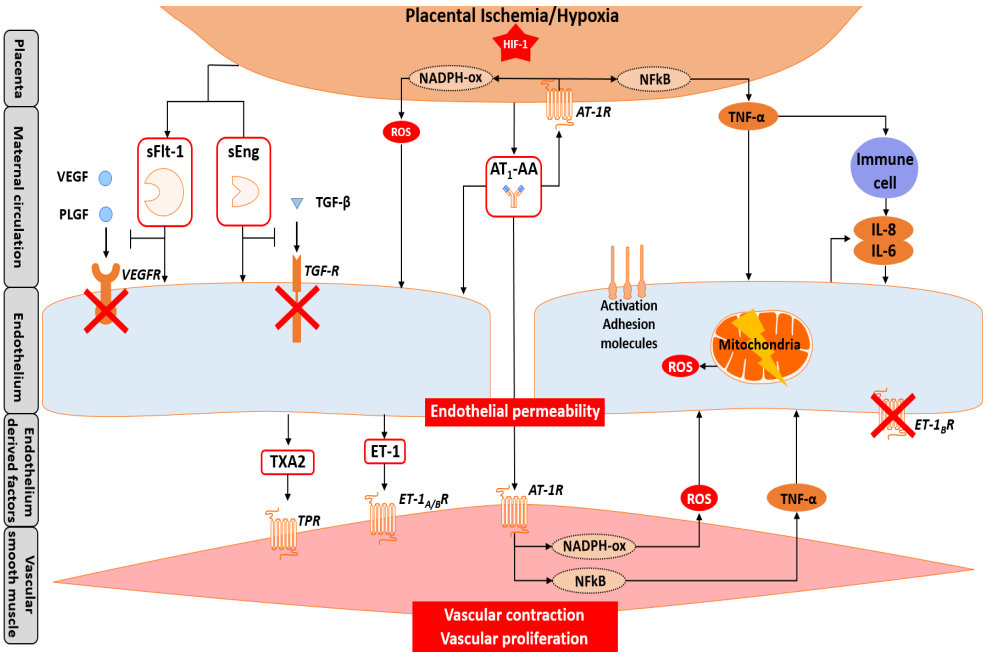 Placental Ischemia/Hypoxia
HIF-1
NADPH-ox
NFkB
AT-1R
ROS
TNF-α
sFlt-1
sEng
AT1-AA
Immune
cell
VEGF
PLGF
TGF-β
IL-8
IL-6
VEGFR
TGF-R
Activation
Adhesion
molecules
Mitochondria
ROS
Endothelial permeability
ET-1BR
TXA2
ET-1
TPR
ET-1A/BR
AT-1R
ROS
TNF-α
NADPH-ox
NFkB
Vascular contraction
Vascular proliferation
Placenta
Maternal circulation
Endothelium
Endothelium
derived factors
Vascular
smooth muscle